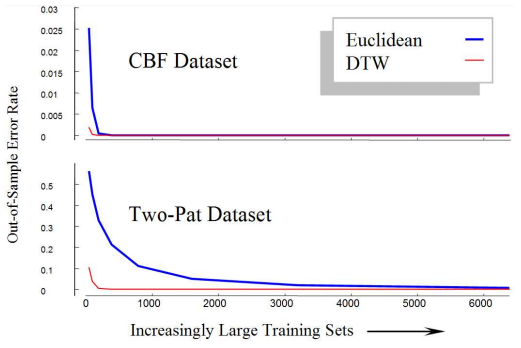 0.03
0.025
0.02
0.015
0.01
0.005
0
CBF Dataset
Euclidean
DTW
Out-of-Sample Error Rate
0.5
0.4
0.3
0.2
0.1
0
Two-Pat Dataset
0 1000 2000 3000 4000 5000 6000
Increasingly Large Training Sets